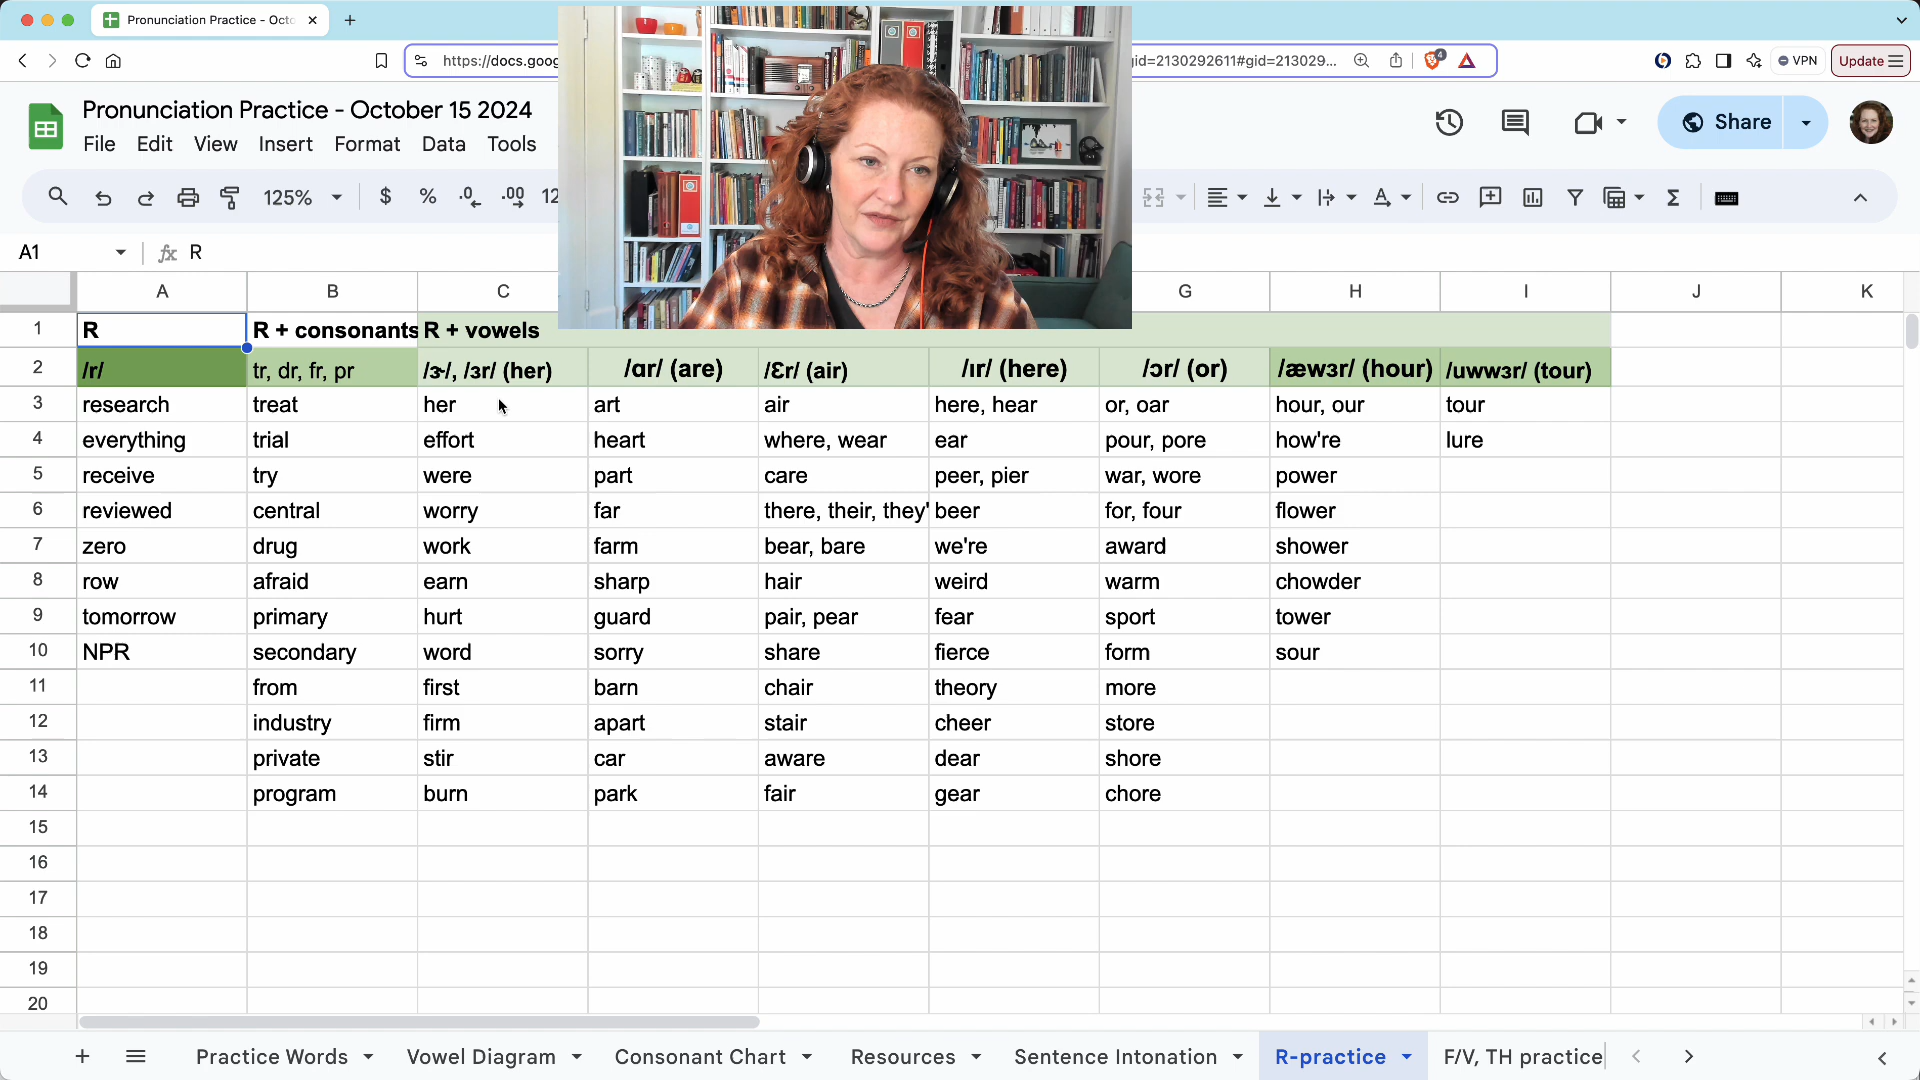 Pronunciation Practice - Octo
https://docs.goog
gid=2130292611#gid=213029...
4
VPN
Update
Pronunciation Practice - October 15 2024
File Edit View Insert Format Data Tools
Share
125% $ % .0 .00 12
A1 fx R
A B C G H I J K
1 R R + consonants R + vowels
2 /r/ tr, dr, fr, pr /ɝ/, /ɜr/ (her) /ɑr/ (are) /Ɛr/ (air) /ɪr/ (here) /ɔr/ (or) /æwɜr/ (hour) /uwwɜr/ (tour)
3 research treat her art air here, hear or, oar hour, our tour
4 everything trial effort heart where, wear ear pour, pore how're lure
5 receive try were part care peer, pier war, wore power
6 reviewed central worry far there, their, they' beer for, four flower
7 zero drug work farm bear, bare we're award shower
8 row afraid earn sharp hair weird warm chowder
9 tomorrow primary hurt guard pair, pear fear sport tower
10 NPR secondary word sorry share fierce form sour
11 from first barn chair theory more
12 industry firm apart stair cheer store
13 private stir car aware dear shore
14 program burn park fair gear chore
15
16
17
18
19
20
Practice Words Vowel Diagram Consonant Chart Resources Sentence Intonation R-practice F/V, TH practice